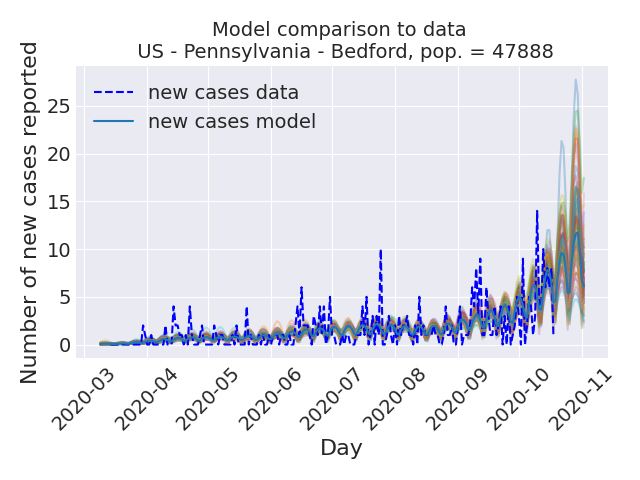 Model comparison to data
US - Pennsylvania - Bedford, pop. = 47888
Number of new cases reported
25
20
15
10
5
0
new cases data
new cases model
2020-03
2020-04
2020-05
2020-06
2020-07
2020-08
2020-09
2020-10
2020-11
Day